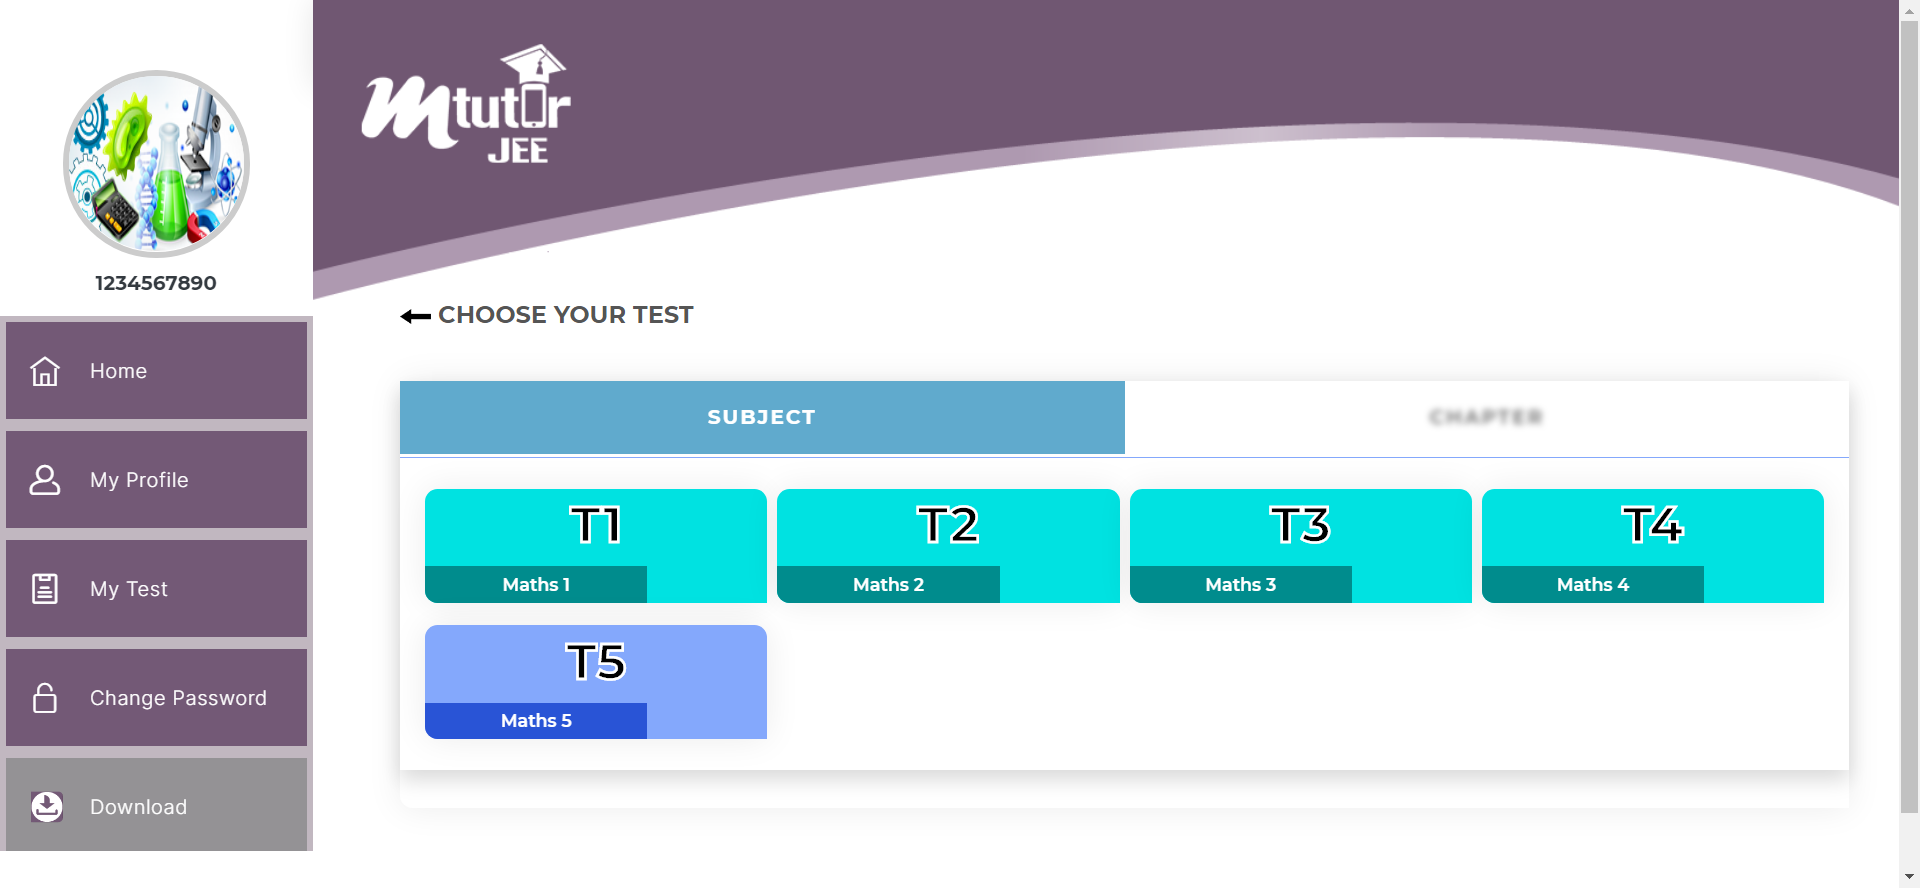 Mtutor
JEE
1234567890
Home
My Profile
My Test
Change Password
Download
CHOOSE YOUR TEST
SUBJECT
CHAPTER
T1
Maths 1
T2
Maths 2
T3
Maths 3
T4
Maths 4
T5
Maths 5